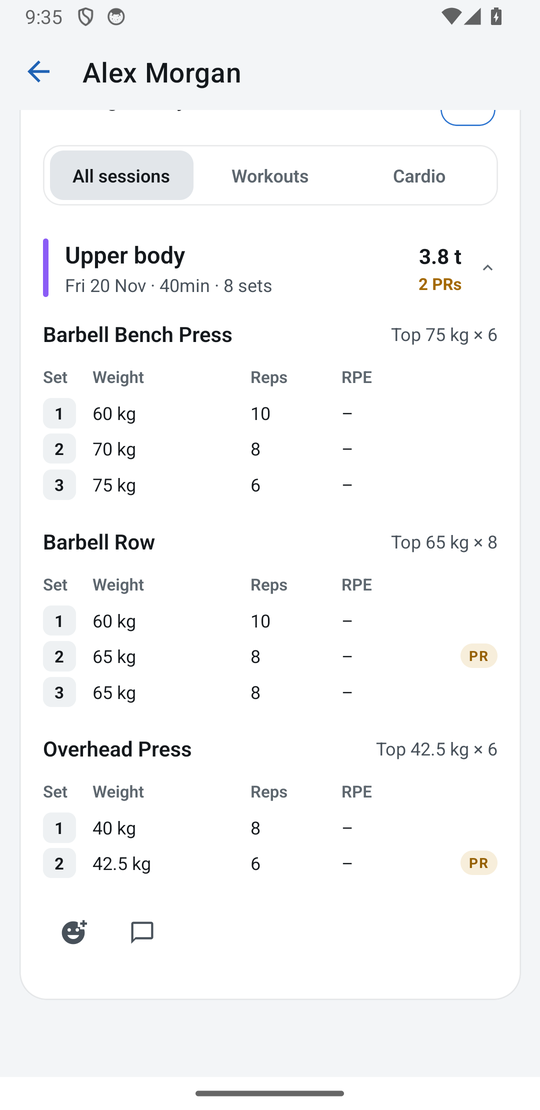 9:35
Alex Morgan
All sessions Workouts Cardio
Upper body 3.8 t
Fri 20 Nov · 40min · 8 sets 2 PRs
Barbell Bench Press Top 75 kg × 6
Set Weight Reps RPE
1 60 kg 10 –
2 70 kg 8 –
3 75 kg 6 –
Barbell Row Top 65 kg × 8
Set Weight Reps RPE
1 60 kg 10 –
2 65 kg 8 – PR
3 65 kg 8 –
Overhead Press Top 42.5 kg × 6
Set Weight Reps RPE
1 40 kg 8 –
2 42.5 kg 6 – PR